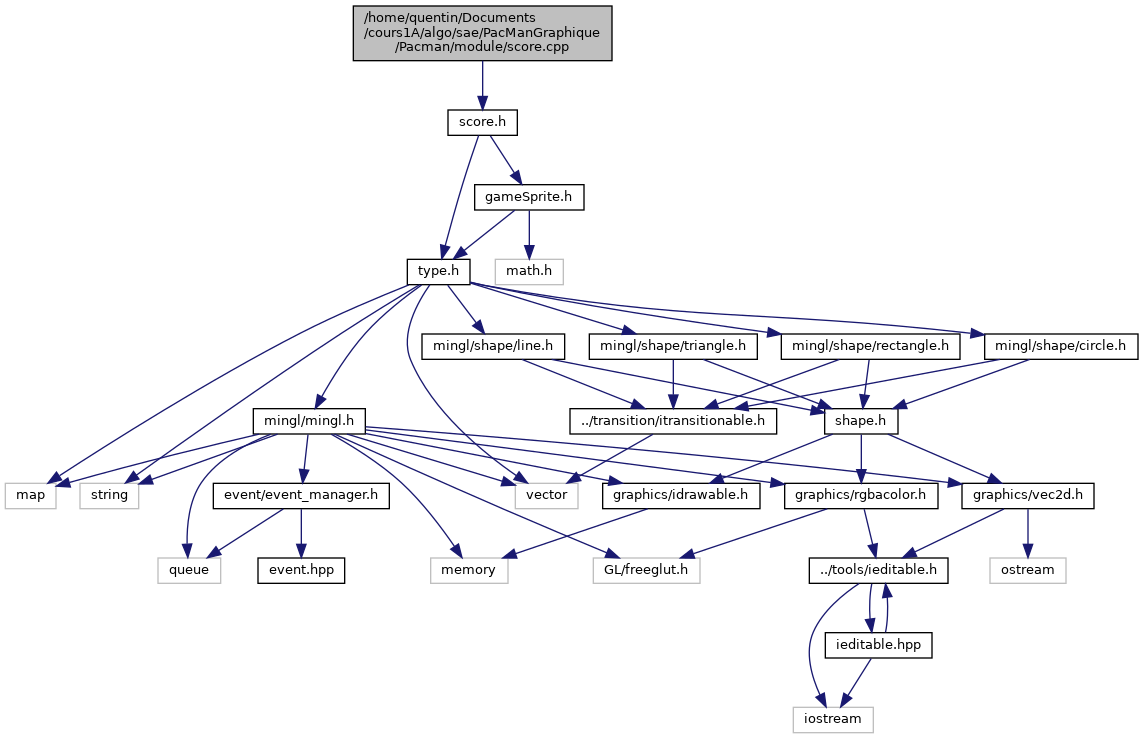 /home/quentin/Documents
/cours1A/algo/sae/PacManGraphique
/Pacman/module/score.cpp
score.h
gameSprite.h
type.h
math.h
mingl/shape/line.h
mingl/shape/triangle.h
mingl/shape/rectangle.h
mingl/shape/circle.h
mingl/mingl.h
../transition/itransitionable.h
shape.h
map
string
event/event_manager.h
vector
graphics/idrawable.h
graphics/rgbacolor.h
graphics/vec2d.h
queue
event.hpp
memory
GL/freeglut.h
../tools/ieditable.h
ostream
ieditable.hpp
iostream